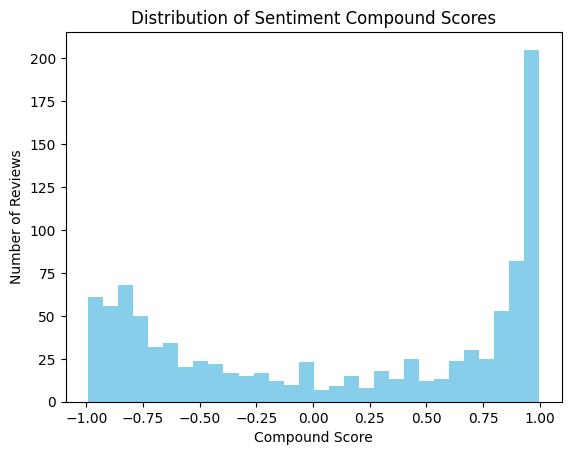 Distribution of Sentiment Compound Scores
Number of Reviews
200
175
150
125
100
75
50
25
0
−1.00 −0.75 −0.50 −0.25 0.00 0.25 0.50 0.75 1.00
Compound Score